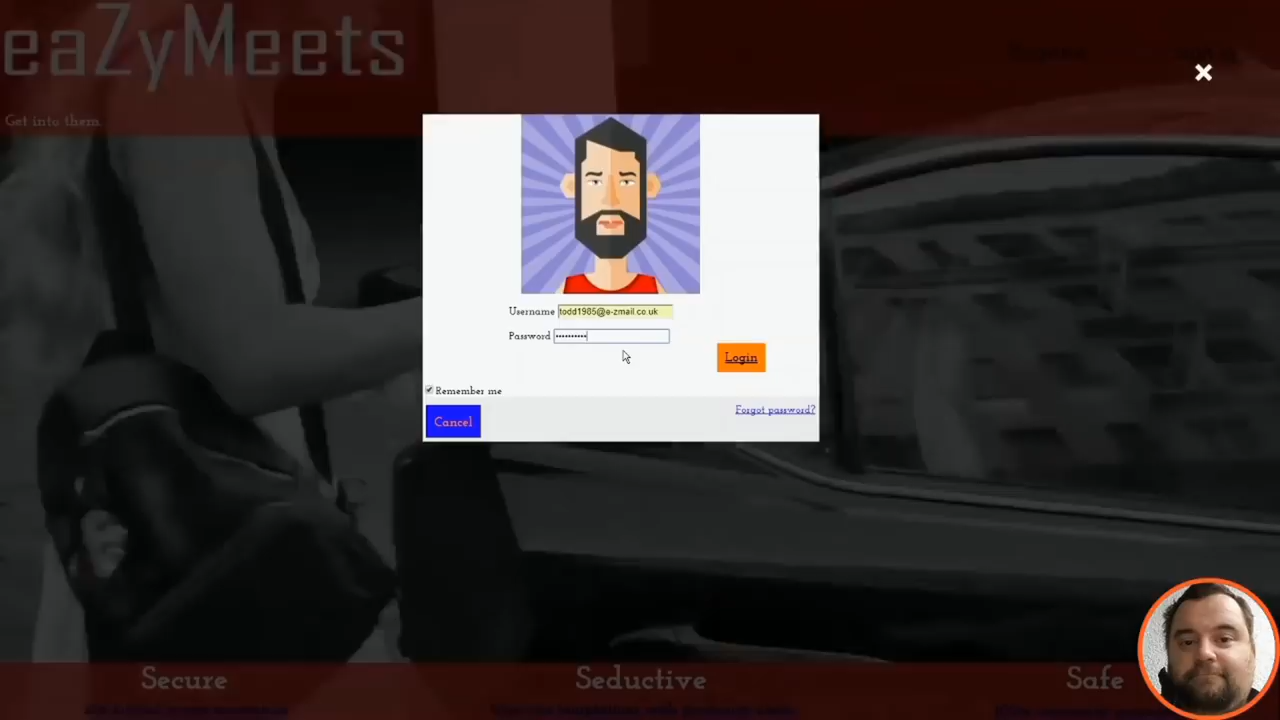 eaZyMeets
Get into them.
Username todd1985@e-zmail.co.uk
Password ••••••••••
Login
Remember me
Forgot password?
Cancel
Secure Seductive Safe